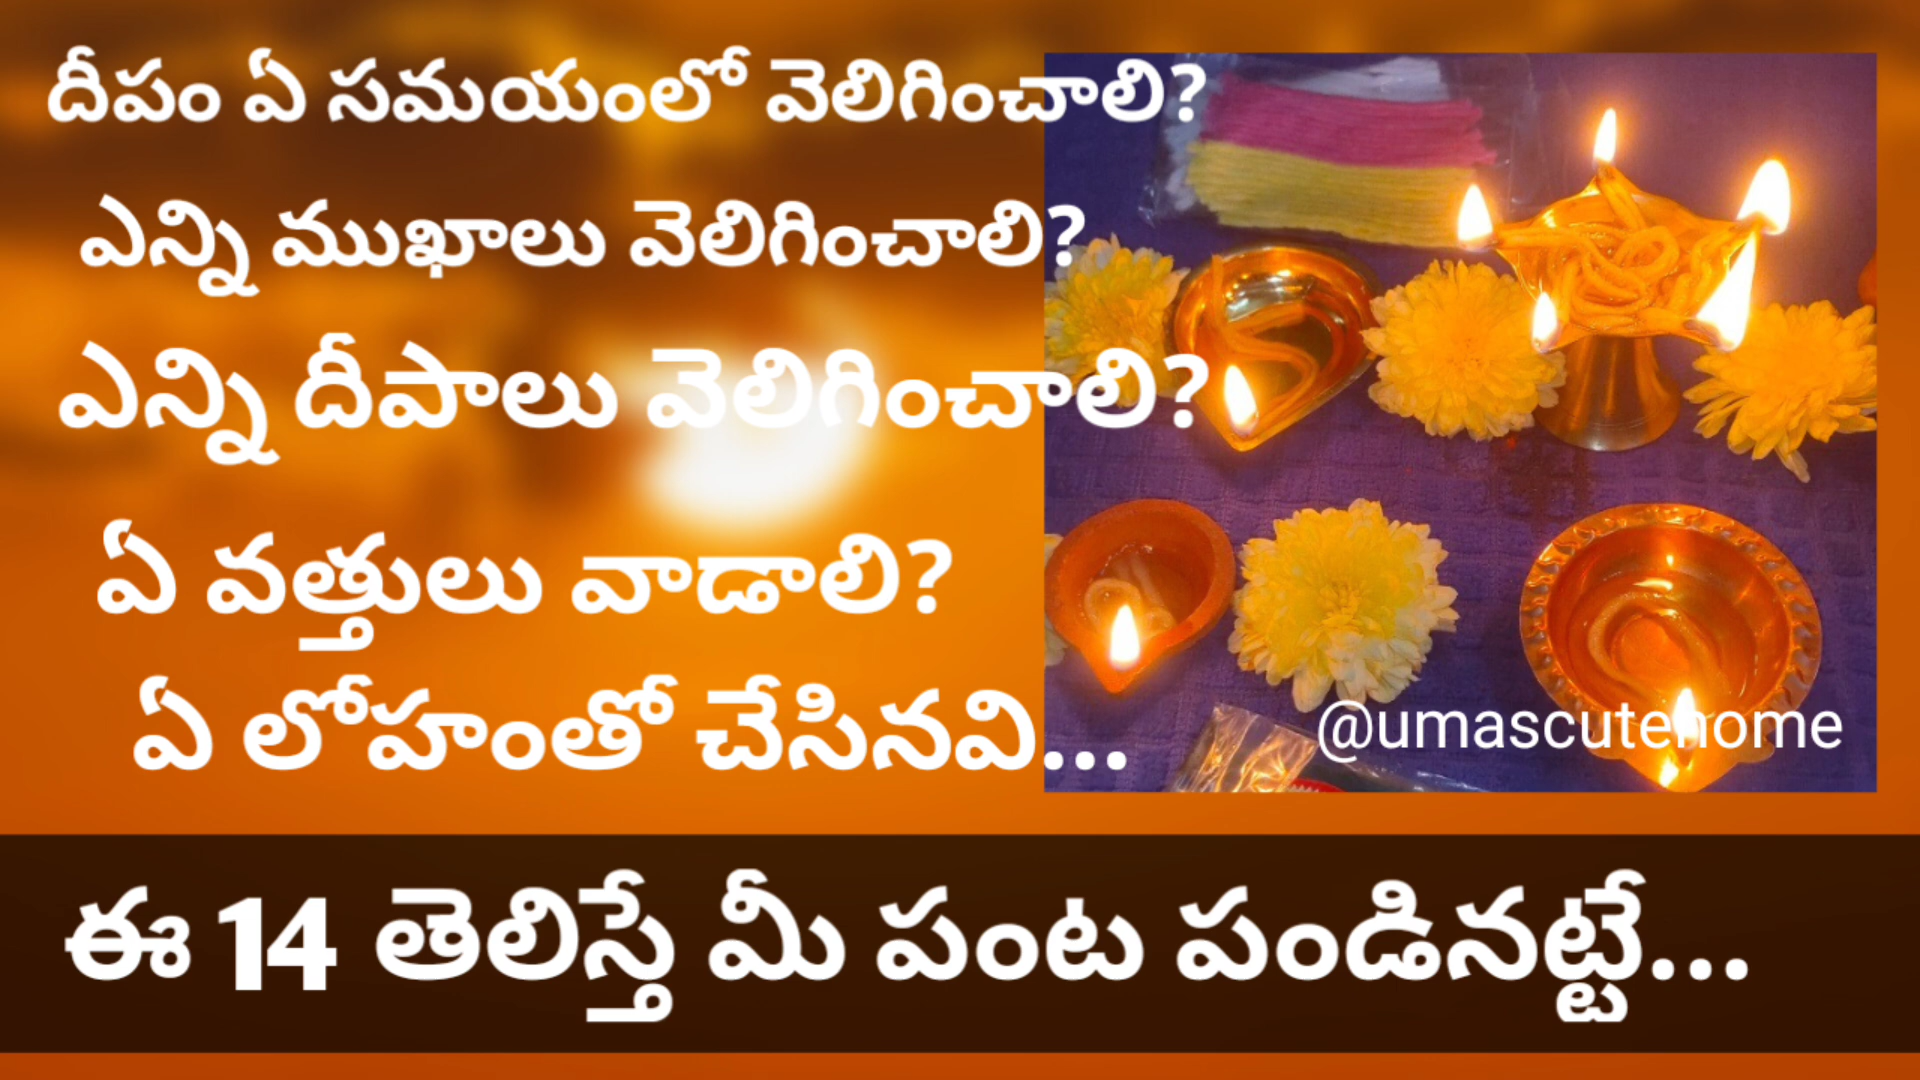 దీపం ఏ సమయంలో వెలిగించాలి?
ఎన్ని ముఖాలు వెలిగించాలి?
ఎన్ని దీపాలు వెలిగించాలి?
ఏ వత్తులు వాడాలి?
ఏ లోహంతో చేసినవి...
@umascutehome
ఈ 14 తెలిస్తే మీ పంట పండినట్టే...